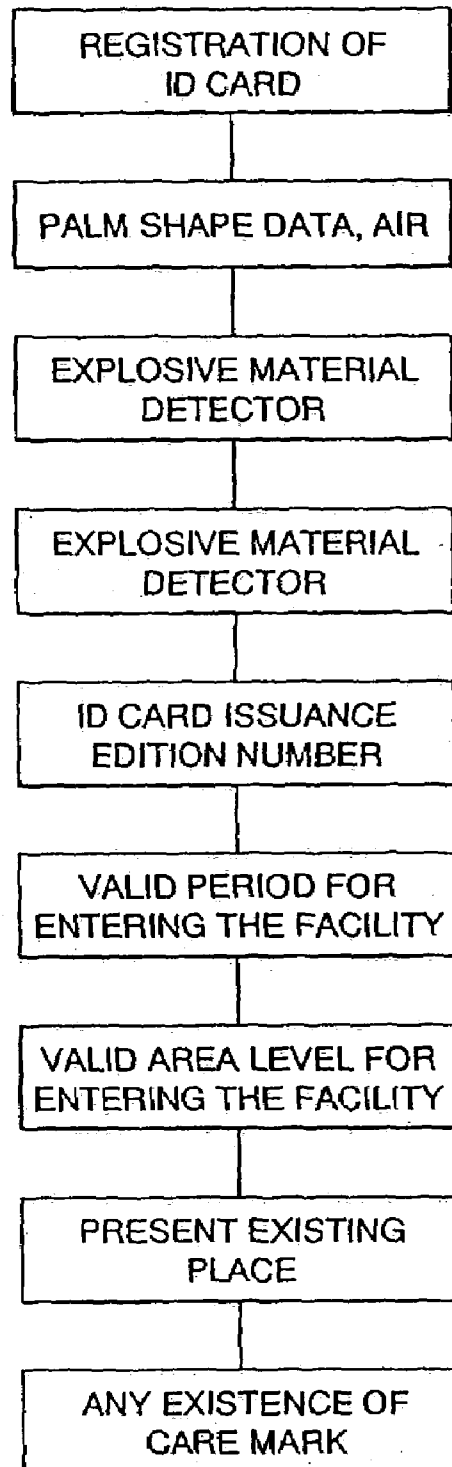 REGISTRATION OF
ID CARD
PALM SHAPE DATA, AIR
EXPLOSIVE MATERIAL
DETECTOR
EXPLOSIVE MATERIAL
DETECTOR
ID CARD ISSUANCE
EDITION NUMBER
VALID PERIOD FOR
ENTERING THE FACILITY
VALID AREA LEVEL FOR
ENTERING THE FACILITY
PRESENT EXISTING
PLACE
ANY EXISTENCE OF
CARE MARK